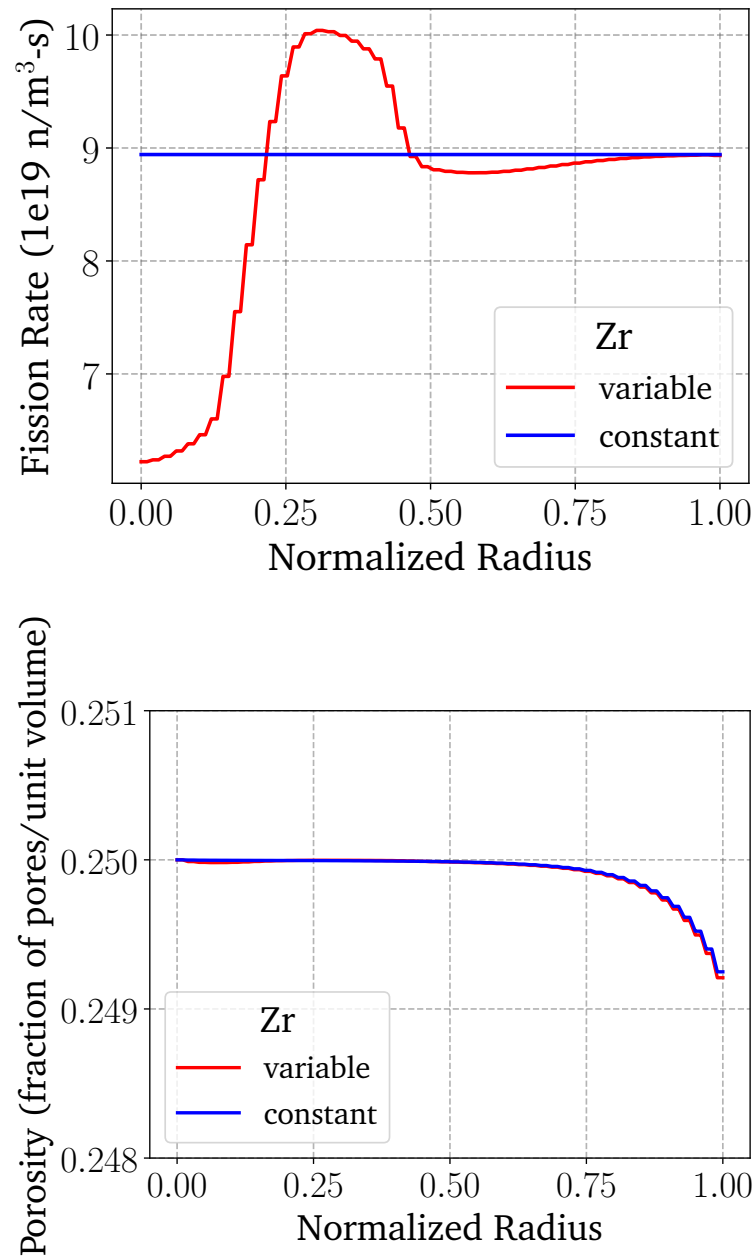 Fission Rate (1e19 n/m³-s)
10
9
8
7
Zr
variable
constant
0.00 0.25 0.50 0.75 1.00
Normalized Radius
Porosity (fraction of pores/unit volume)
0.251
0.250
0.249
0.248
Zr
variable
constant
0.00 0.25 0.50 0.75 1.00
Normalized Radius